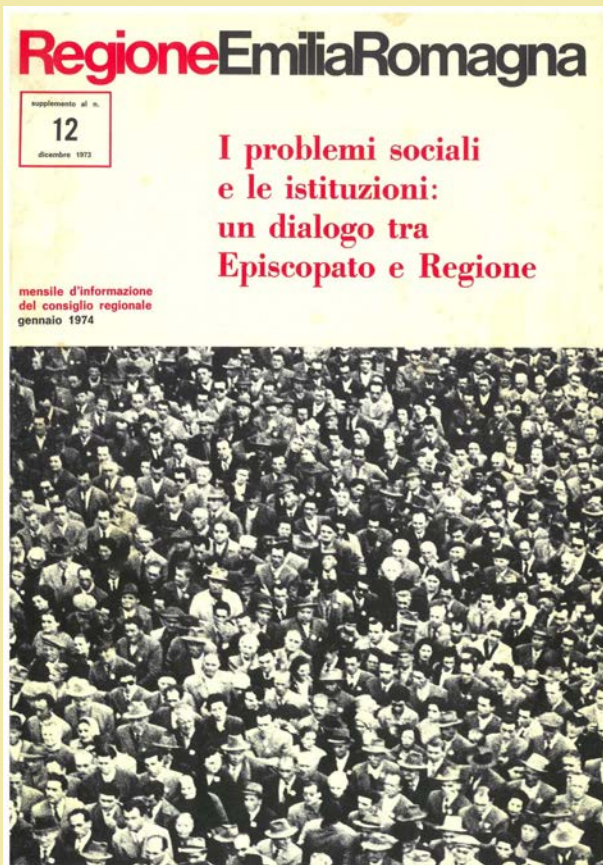 RegioneEmiliaRomagna
supplemento al n.
12
dicembre 1973
I problemi sociali
e le istituzioni:
un dialogo tra
Episcopato e Regione
mensile d'informazione
del consiglio regionale
gennaio 1974